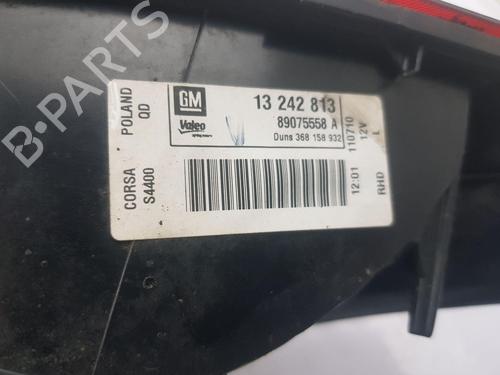 GM
13 242 813
Valeo
89075558 A
Duns 368 158 932
POLAND
QD
CORSA
S4400
110710
12V
L
12:01
RHD
B-PARTS